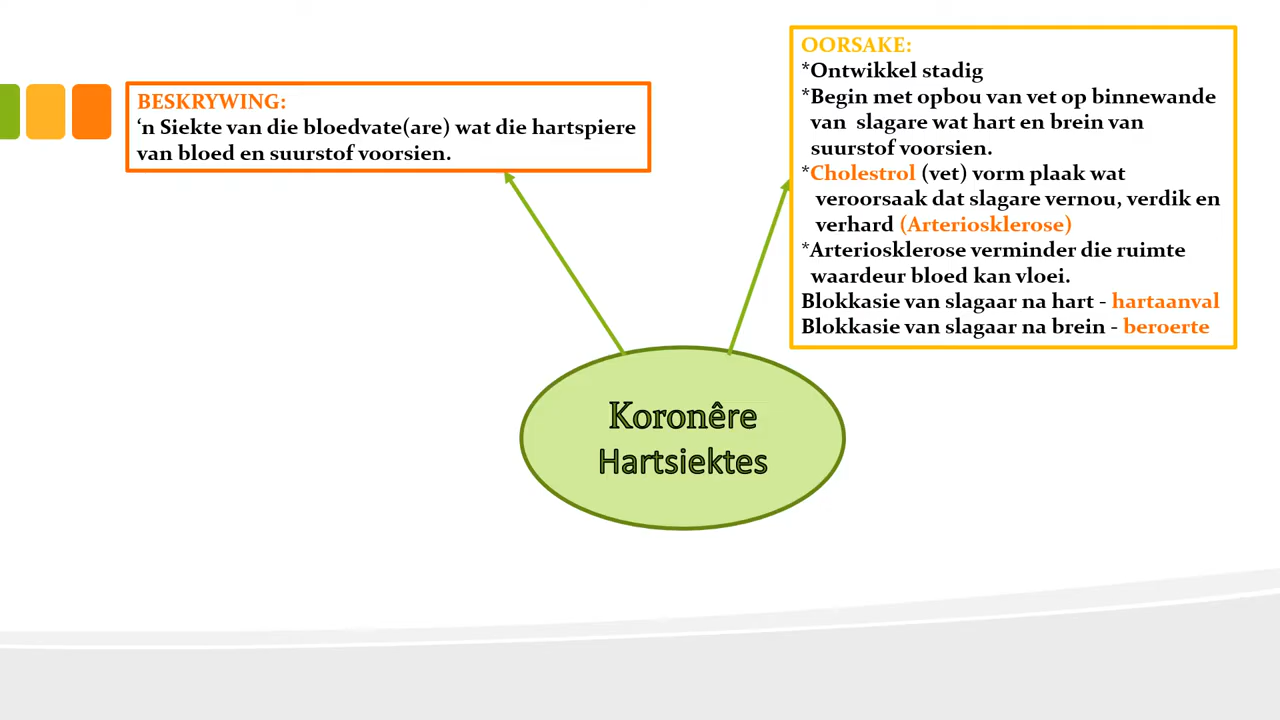 BESKRYWING:
‘n Siekte van die bloedvate(are) wat die hartspiere
van bloed en suurstof voorsien.
OORSAKE:
*Ontwikkel stadig
*Begin met opbou van vet op binnewande
van slagare wat hart en brein van
suurstof voorsien.
*Cholestrol (vet) vorm plaak wat
veroorsaak dat slagare vernou, verdik en
verhard (Arteriosklerose)
*Arteriosklerose verminder die ruimte
waardeur bloed kan vloei.
Blokkasie van slagaar na hart - hartaanval
Blokkasie van slagaar na brein - beroerte
Koronêre
Hartsiektes